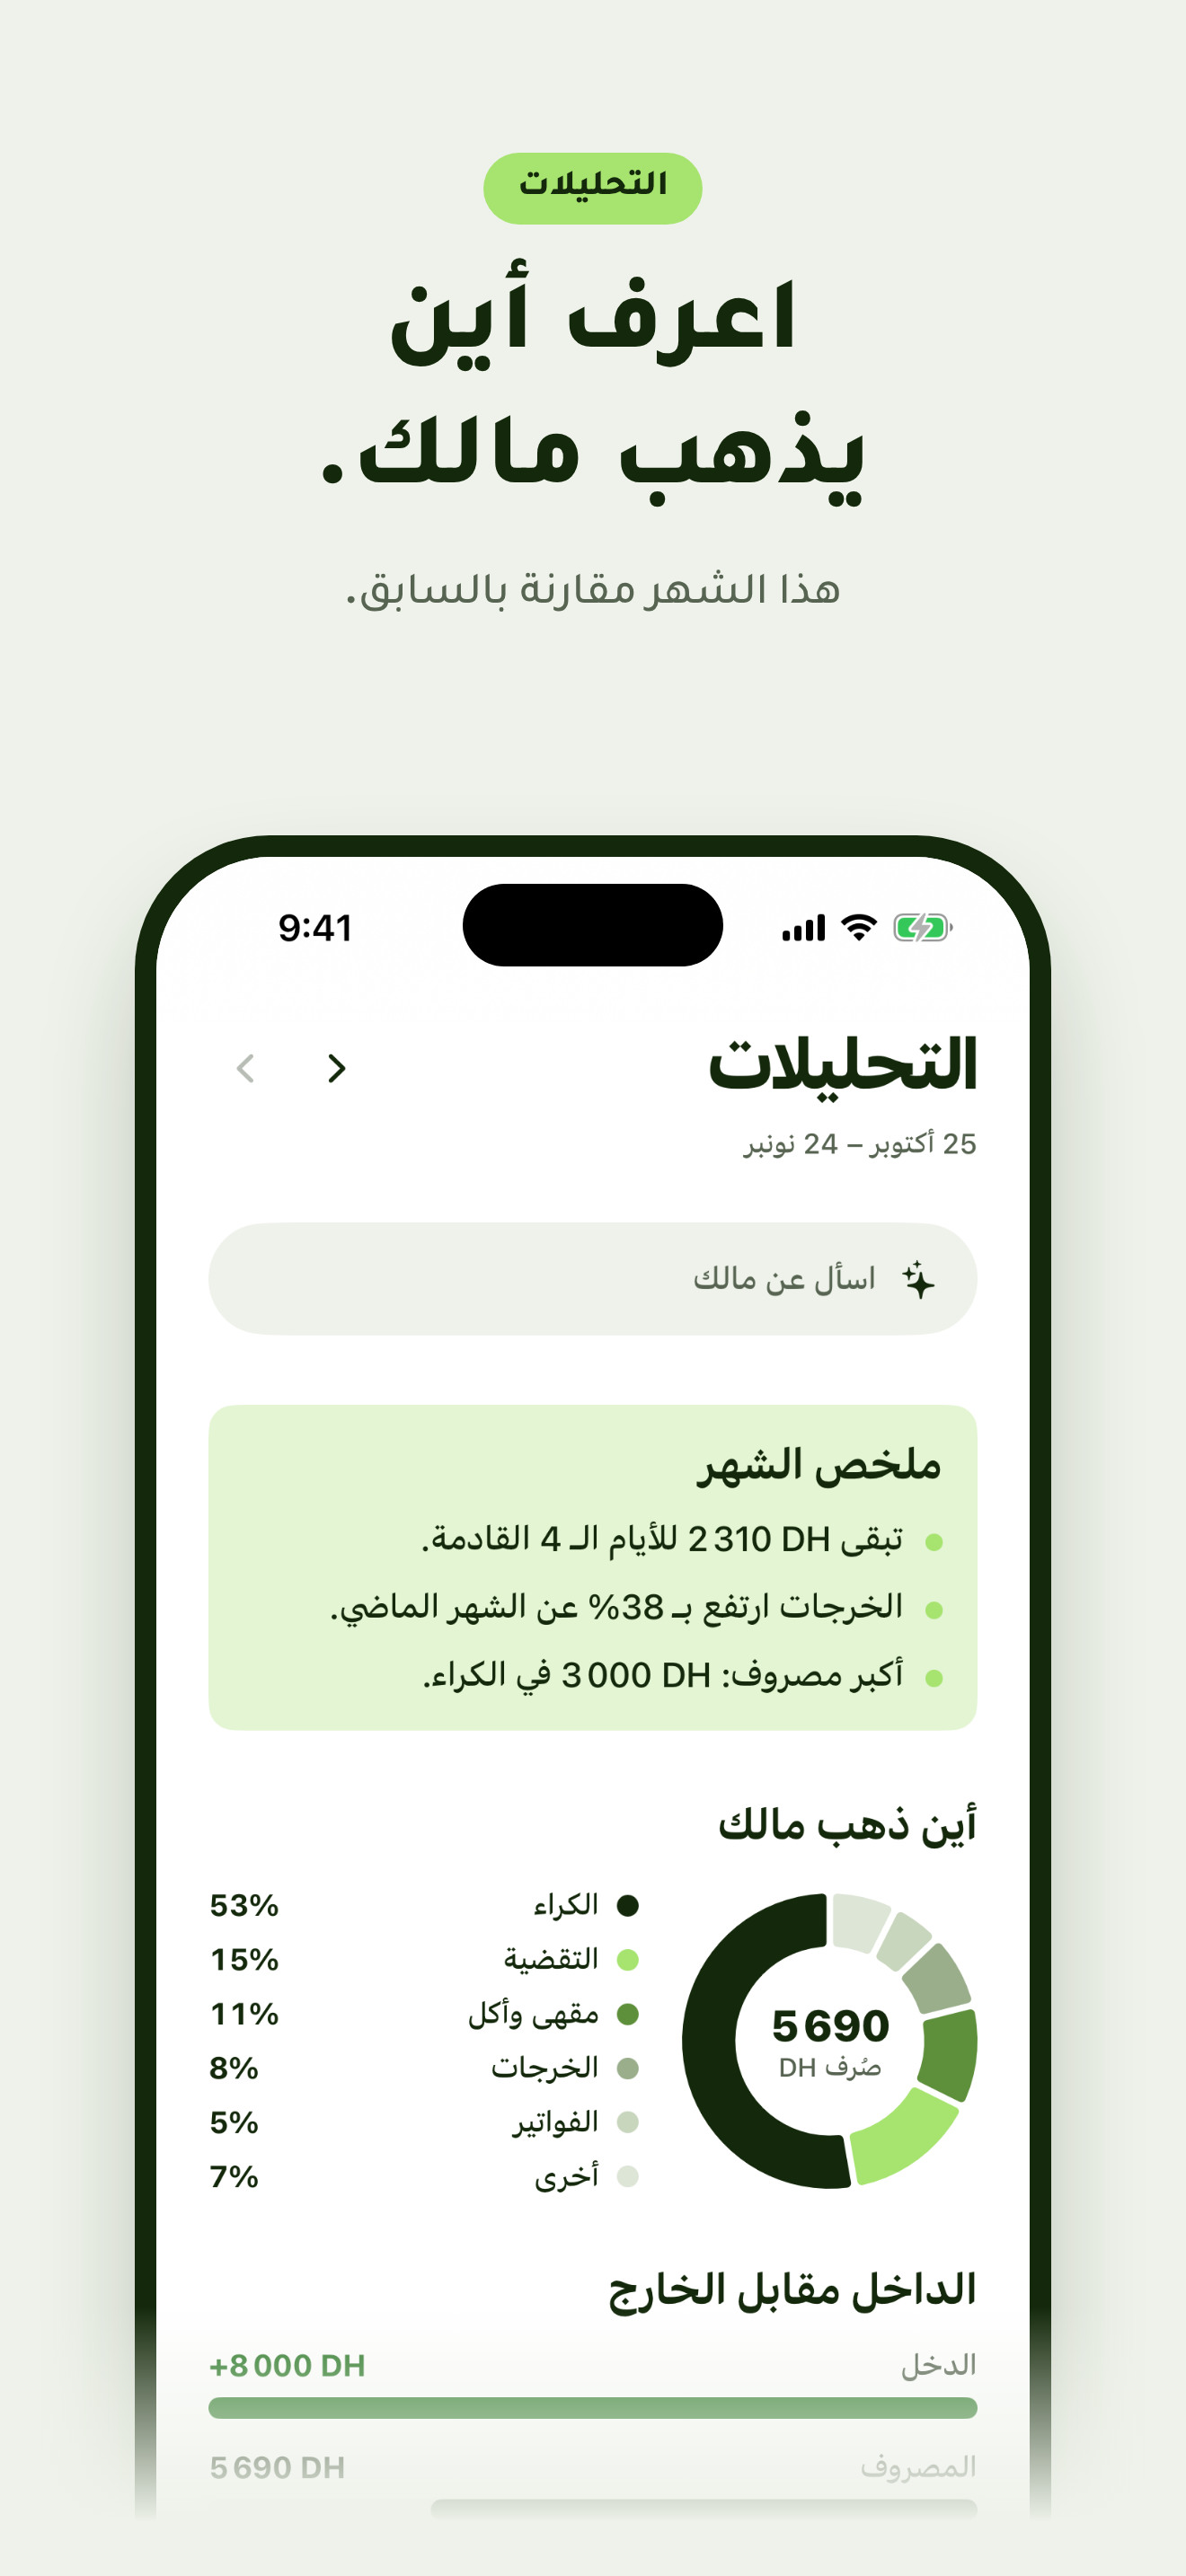 التحليلات
اعرف أين
يذهب مالك.
هذا الشهر مقارنة بالسابق.
9:41
التحليلات
25 أكتوبر – 24 نونبر
اسأل عن مالك
ملخص الشهر
تبقى 2 310 DH للأيام الـ 4 القادمة.
الخرجات ارتفع بـ 38% عن الشهر الماضي.
أكبر مصروف: 3 000 DH في الكراء.
أين ذهب مالك
5 690
صُرف DH
الكراء 53%
التقضية 15%
مقهى وأكل 11%
الخرجات 8%
الفواتير 5%
أخرى 7%
الداخل مقابل الخارج
الدخل +8 000 DH
المصروف 5 690 DH